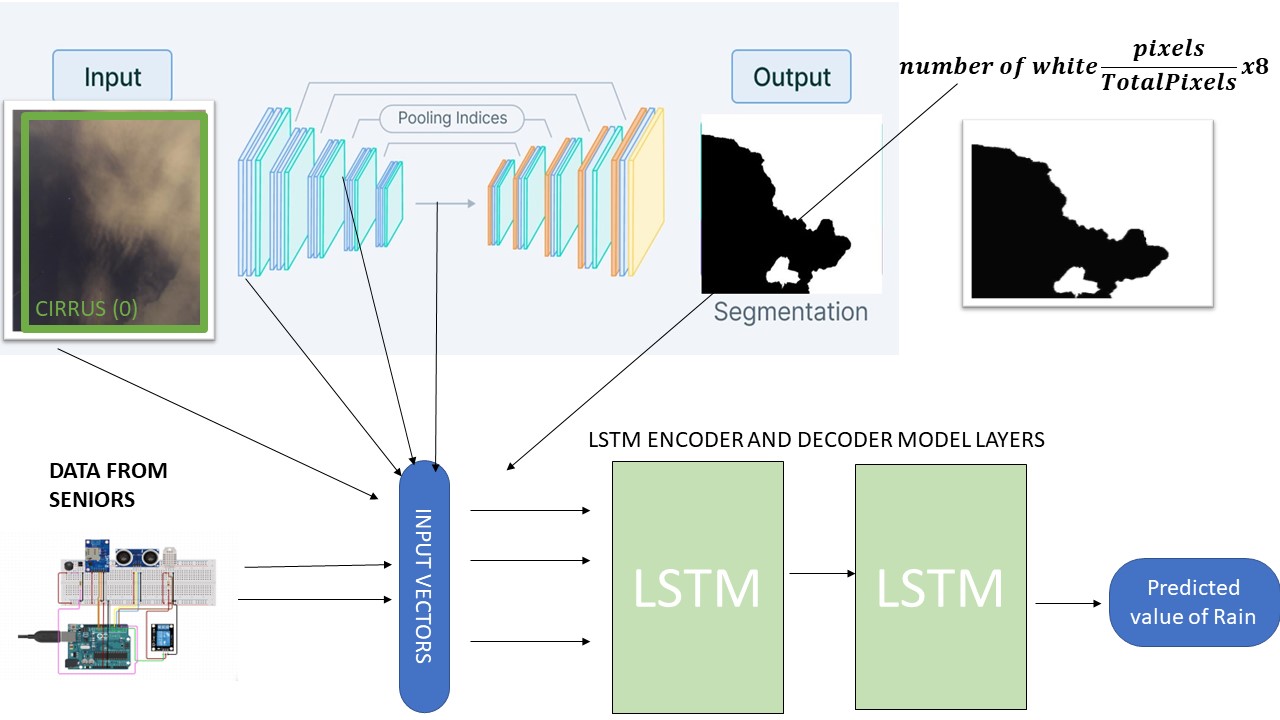 Input
Pooling Indices
Output
number of white pixels/TotalPixels x8
CIRRUS (0)
Segmentation
LSTM ENCODER AND DECODER MODEL LAYERS
DATA FROM
SENIORS
INPUT VECTORS
LSTM
LSTM
Predicted
value of Rain